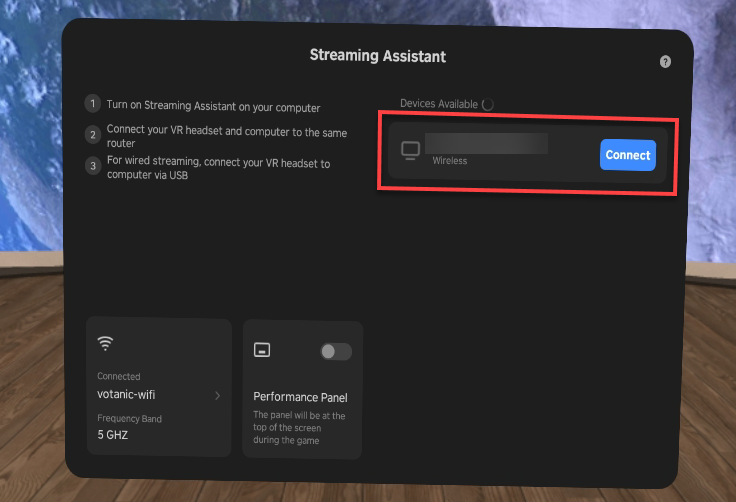 Streaming Assistant
?
1 Turn on Streaming Assistant on your computer
2 Connect your VR headset and computer to the same
router
3 For wired streaming, connect your VR headset to
computer via USB
Devices Available
Wireless
Connect
Connected
votanic-wifi
Frequency Band
5 GHZ
Performance Panel
The panel will be at the
top of the screen
during the game